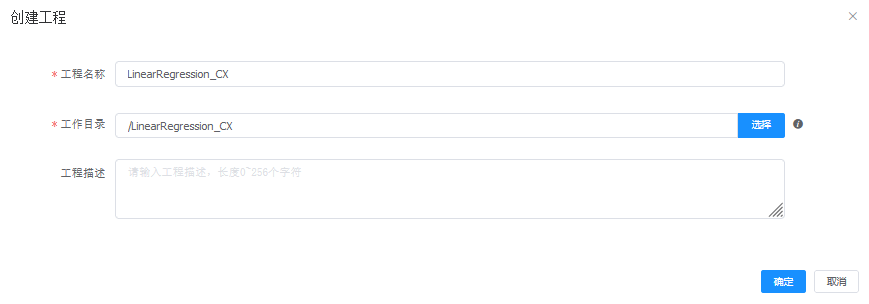 创建工程
* 工程名称 LinearRegression_CX
* 工作目录 /LinearRegression_CX 选择
工程描述 请输入工程描述，长度0~256个字符
确定 取消